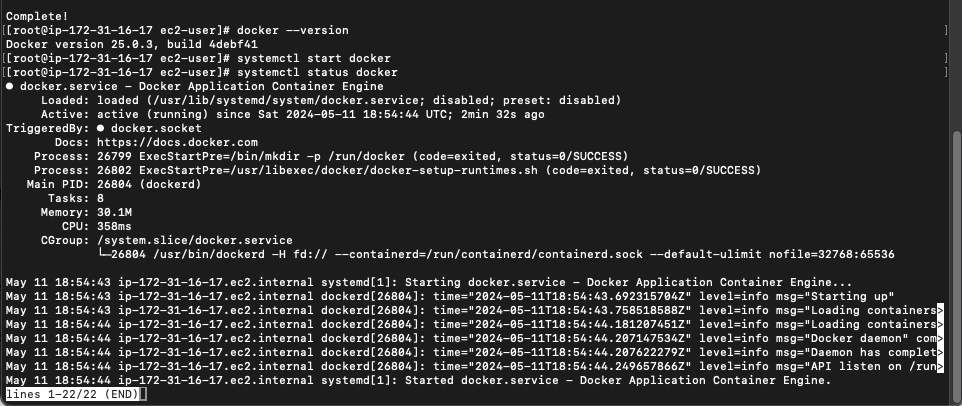 Complete!
[[root@ip-172-31-16-17 ec2-user]# docker --version ]
Docker version 25.0.3, build 4debf41
[[root@ip-172-31-16-17 ec2-user]# systemctl start docker ]
[[root@ip-172-31-16-17 ec2-user]# systemctl status docker ]
● docker.service - Docker Application Container Engine
     Loaded: loaded (/usr/lib/systemd/system/docker.service; disabled; preset: disabled)
     Active: active (running) since Sat 2024-05-11 18:54:44 UTC; 2min 32s ago
TriggeredBy: ● docker.socket
       Docs: https://docs.docker.com
    Process: 26799 ExecStartPre=/bin/mkdir -p /run/docker (code=exited, status=0/SUCCESS)
    Process: 26802 ExecStartPre=/usr/libexec/docker/docker-setup-runtimes.sh (code=exited, status=0/SUCCESS)
   Main PID: 26804 (dockerd)
      Tasks: 8
     Memory: 30.1M
        CPU: 358ms
     CGroup: /system.slice/docker.service
             └─26804 /usr/bin/dockerd -H fd:// --containerd=/run/containerd/containerd.sock --default-ulimit nofile=32768:65536
May 11 18:54:43 ip-172-31-16-17.ec2.internal systemd[1]: Starting docker.service - Docker Application Container Engine...
May 11 18:54:43 ip-172-31-16-17.ec2.internal dockerd[26804]: time="2024-05-11T18:54:43.692315704Z" level=info msg="Starting up"
May 11 18:54:43 ip-172-31-16-17.ec2.internal dockerd[26804]: time="2024-05-11T18:54:43.758518588Z" level=info msg="Loading containers>
May 11 18:54:44 ip-172-31-16-17.ec2.internal dockerd[26804]: time="2024-05-11T18:54:44.181207451Z" level=info msg="Loading containers>
May 11 18:54:44 ip-172-31-16-17.ec2.internal dockerd[26804]: time="2024-05-11T18:54:44.207147534Z" level=info msg="Docker daemon" com>
May 11 18:54:44 ip-172-31-16-17.ec2.internal dockerd[26804]: time="2024-05-11T18:54:44.207622279Z" level=info msg="Daemon has complet>
May 11 18:54:44 ip-172-31-16-17.ec2.internal dockerd[26804]: time="2024-05-11T18:54:44.249657866Z" level=info msg="API listen on /run>
May 11 18:54:44 ip-172-31-16-17.ec2.internal systemd[1]: Started docker.service - Docker Application Container Engine.
lines 1-22/22 (END)